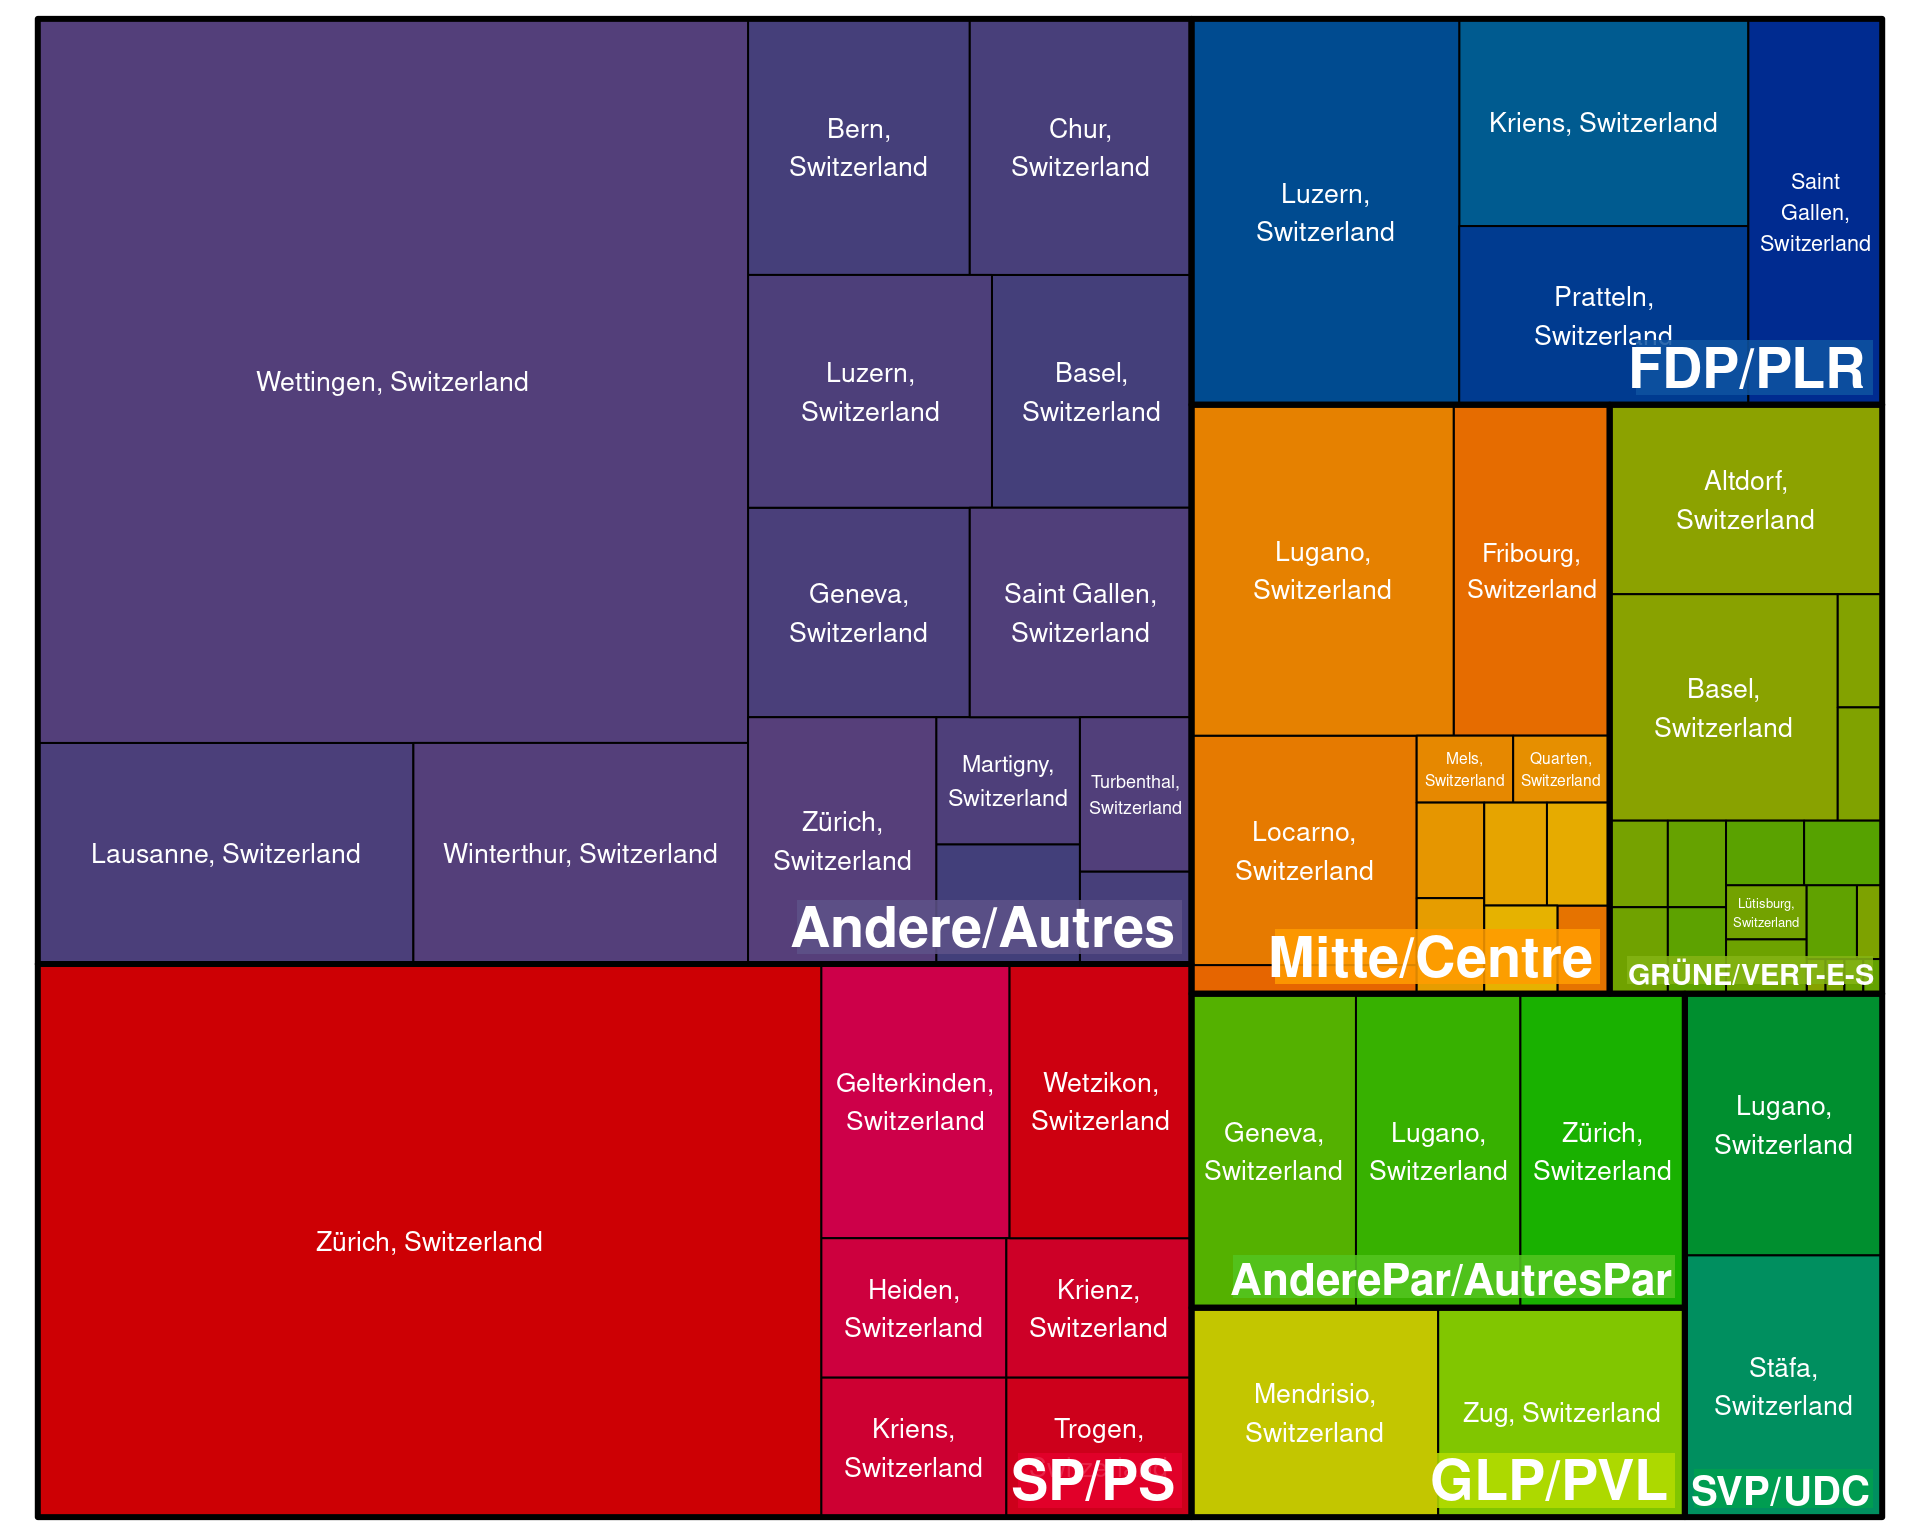 Wettingen, Switzerland
Bern,
Switzerland
Chur,
Switzerland
Luzern,
Switzerland
Basel,
Switzerland
Geneva,
Switzerland
Saint Gallen,
Switzerland
Lausanne, Switzerland
Winterthur, Switzerland
Zürich,
Switzerland
Martigny,
Switzerland
Turbenthal,
Switzerland
Andere/Autres
Zürich, Switzerland
Gelterkinden,
Switzerland
Wetzikon,
Switzerland
Heiden,
Switzerland
Krienz,
Switzerland
Kriens,
Switzerland
Trogen,
SP/PS
Luzern,
Switzerland
Kriens, Switzerland
Pratteln,
Switzerland
Saint
Gallen,
Switzerland
FDP/PLR
Lugano,
Switzerland
Fribourg,
Switzerland
Locarno,
Switzerland
Mels,
Switzerland
Quarten,
Switzerland
Mitte/Centre
Altdorf,
Switzerland
Basel,
Switzerland
Lütisburg,
Switzerland
GRÜNE/VERT-E-S
Geneva,
Switzerland
Lugano,
Switzerland
Zürich,
Switzerland
AnderePar/AutresPar
Mendrisio,
Switzerland
Zug, Switzerland
GLP/PVL
Lugano,
Switzerland
Stäfa,
Switzerland
SVP/UDC